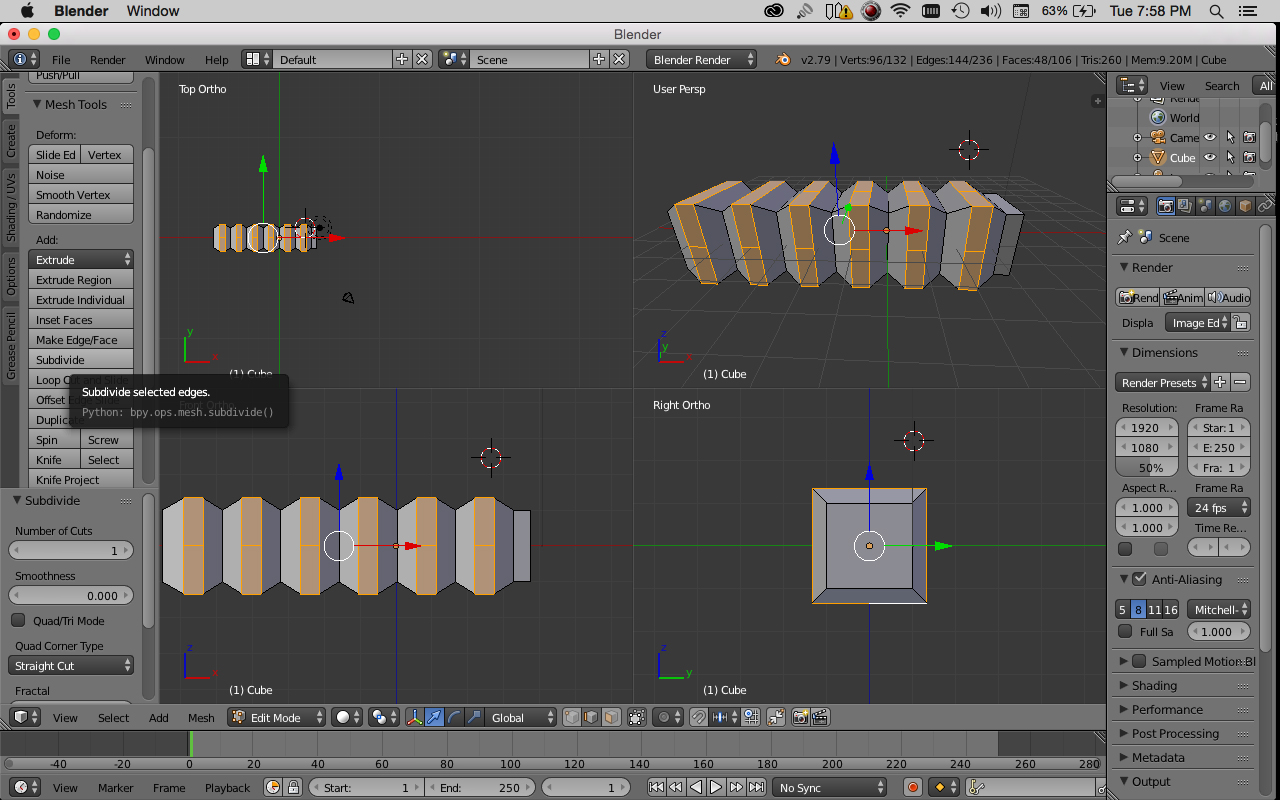 Blender Window 63% Tue 7:58 PM
Blender
File Render Window Help Default Scene Blender Render v2.79 | Verts:96/132 | Edges:144/236 | Faces:48/106 | Tris:260 | Mem:9.20M | Cube
Tools
Create
Shading / UVs
Options
Grease Pencil
Push/Pull
Mesh Tools
Deform:
Slide Ed Vertex
Noise
Smooth Vertex
Randomize
Add:
Extrude
Extrude Region
Extrude Individual
Inset Faces
Make Edge/Face
Subdivide
Loop Cut and Slide
Offset Edge
Duplicate
Spin Screw
Knife Select
Knife Project
Subdivide selected edges.
Python: bpy.ops.mesh.subdivide()
Subdivide
Number of Cuts
1
Smoothness
0.000
Quad/Tri Mode
Quad Corner Type
Straight Cut
Fractal
Top Ortho
y
x
(1) Cube
User Persp
z
y
x
(1) Cube
z
x
(1) Cube
Right Ortho
z
y
(1) Cube
View Select Add Mesh Edit Mode Global
-40 -20 0 20 40 60 80 100 120 140 160 180 200 220 240 260 280
View Marker Frame Playback Start: 1 End: 250 1 No Sync
View Search All
World
Came
Cube
Scene
Render
Rend Anim Audio
Displa Image Ed
Dimensions
Render Presets
Resolution: Frame Ra
1920 Star: 1
1080 E: 250
50% Fra: 1
Aspect R... Frame Ra
1.000 24 fps
1.000 Time Re...
Anti-Aliasing
5 8 11 16 Mitchell-
Full Sa 1.000
Sampled Motion Bl
Shading
Performance
Post Processing
Metadata
Output